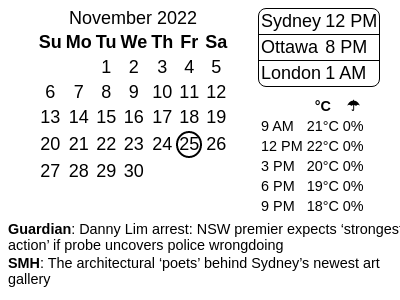 November 2022
Su Mo Tu We Th Fr Sa
1 2 3 4 5
6 7 8 9 10 11 12
13 14 15 16 17 18 19
20 21 22 23 24 25 26
27 28 29 30
Sydney 12 PM
Ottawa 8 PM
London 1 AM
°C ☂
9 AM 21°C 0%
12 PM 22°C 0%
3 PM 20°C 0%
6 PM 19°C 0%
9 PM 18°C 0%
Guardian: Danny Lim arrest: NSW premier expects ‘strongest
action’ if probe uncovers police wrongdoing
SMH: The architectural ‘poets’ behind Sydney’s newest art
gallery